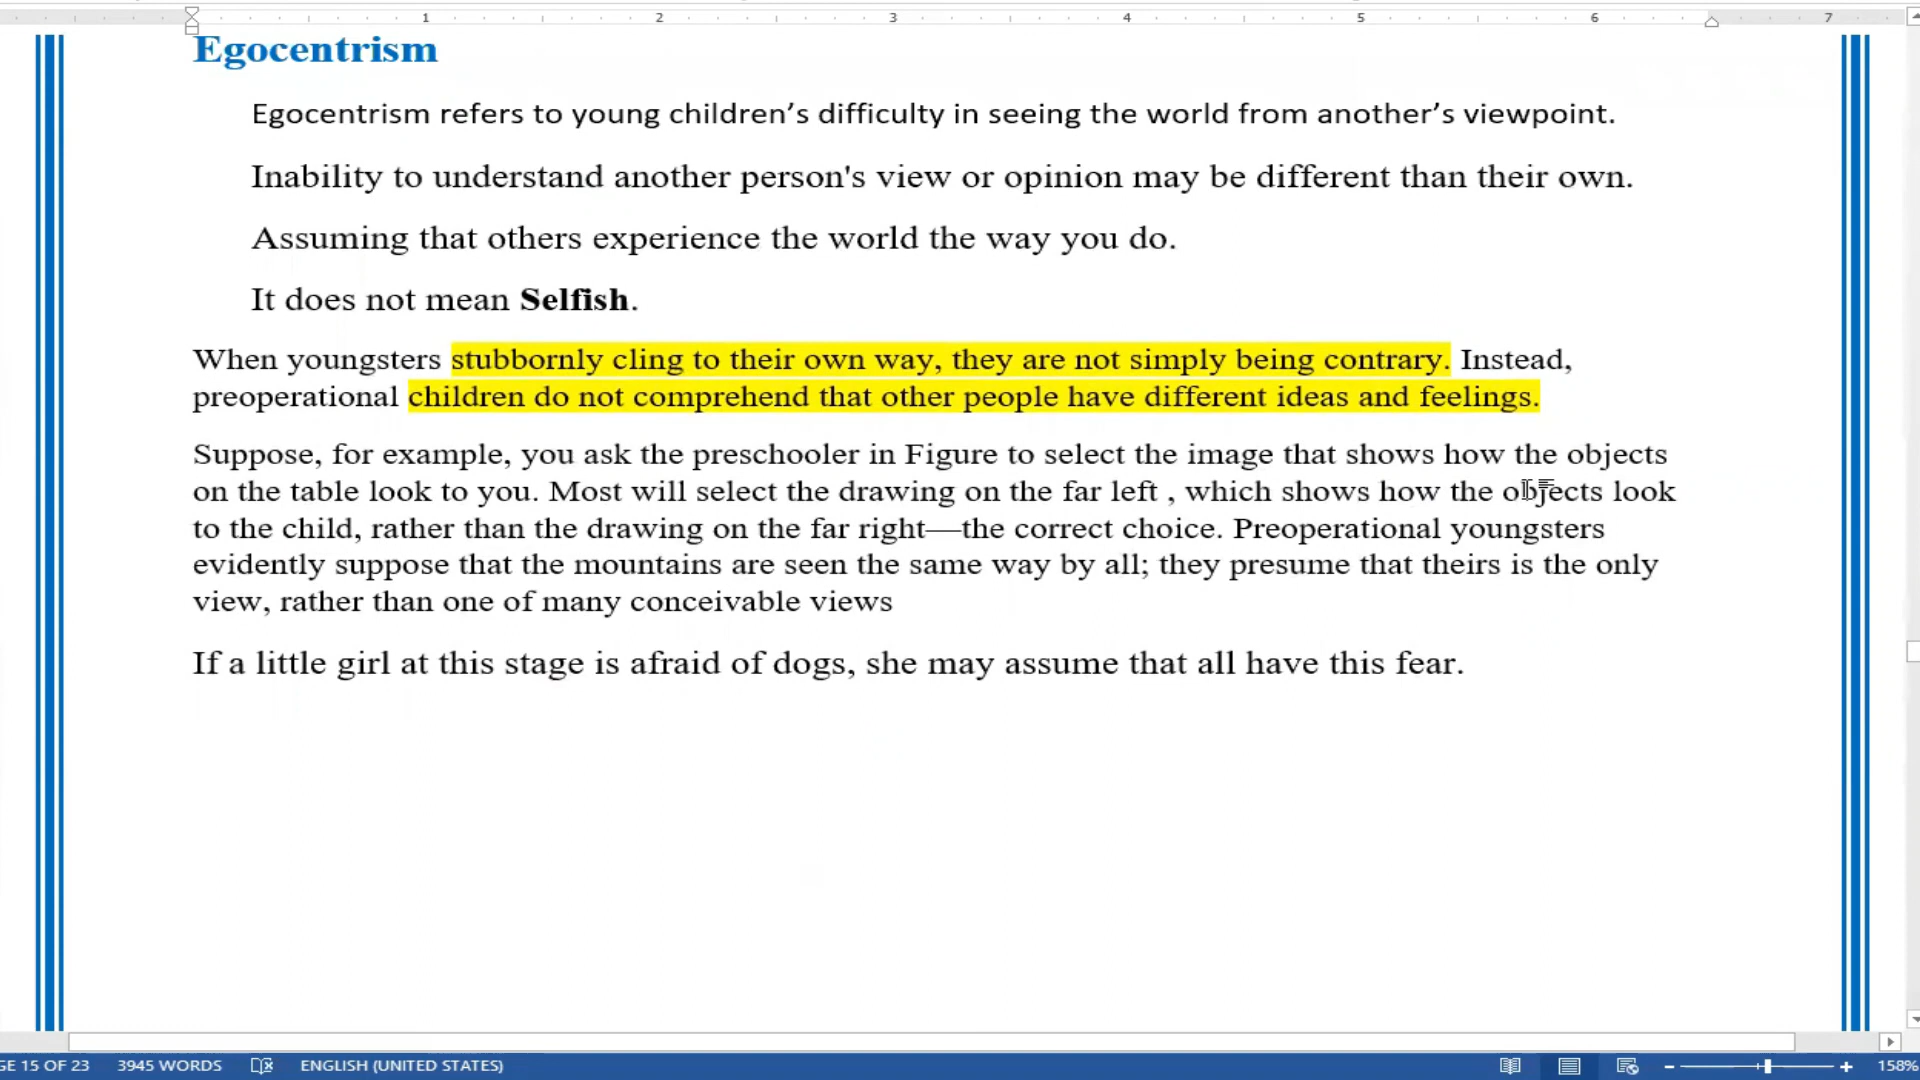 1 2 3 4 5 6 7
Egocentrism
Egocentrism refers to young children’s difficulty in seeing the world from another’s viewpoint.
Inability to understand another person's view or opinion may be different than their own.
Assuming that others experience the world the way you do.
It does not mean Selfish.
When youngsters stubbornly cling to their own way, they are not simply being contrary. Instead,
preoperational children do not comprehend that other people have different ideas and feelings.
Suppose, for example, you ask the preschooler in Figure to select the image that shows how the objects
on the table look to you. Most will select the drawing on the far left , which shows how the objects look
to the child, rather than the drawing on the far right—the correct choice. Preoperational youngsters
evidently suppose that the mountains are seen the same way by all; they presume that theirs is the only
view, rather than one of many conceivable views
If a little girl at this stage is afraid of dogs, she may assume that all have this fear.
GE 15 OF 23 3945 WORDS ENGLISH (UNITED STATES) 158%